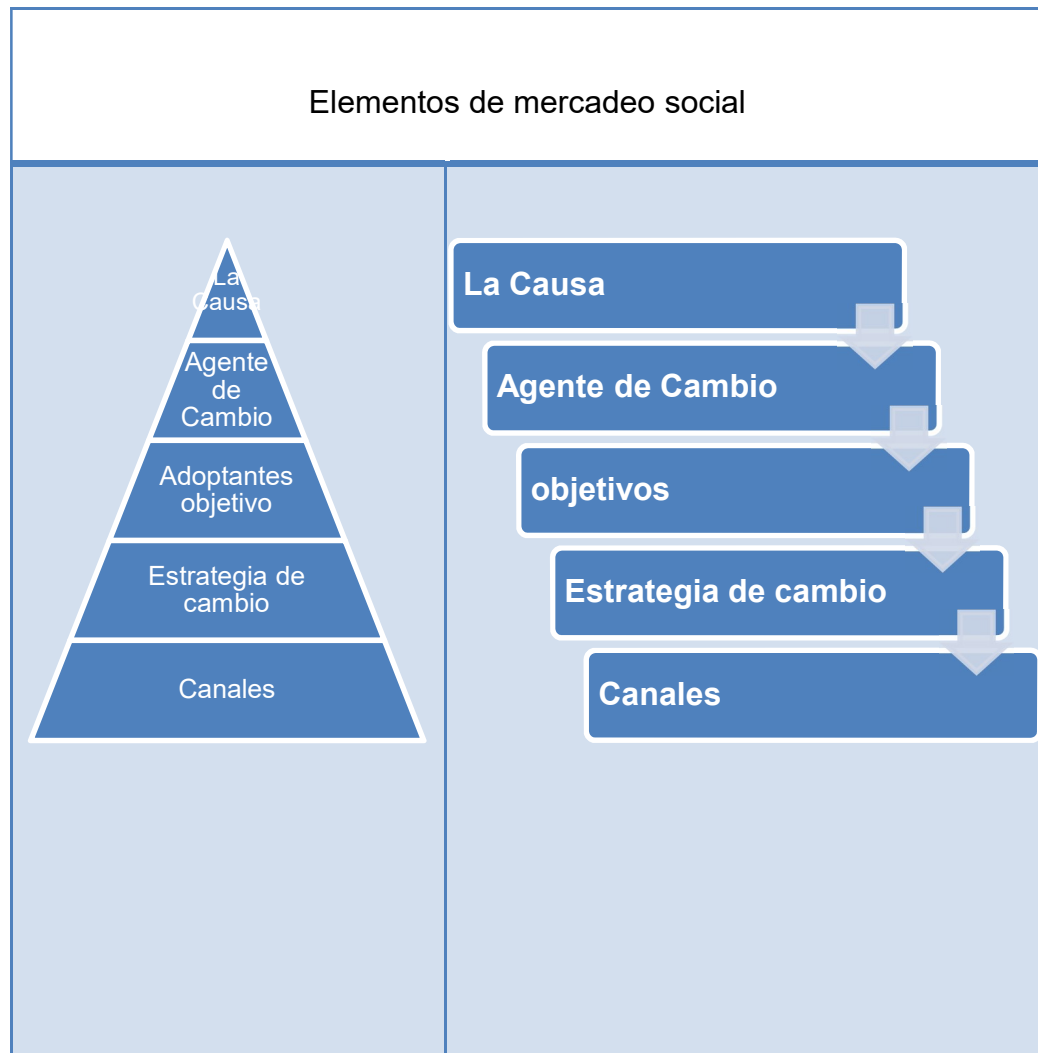 Elementos de mercadeo social
La
Causa
Agente
de
Cambio
Adoptantes
objetivo
Estrategia de
cambio
Canales
La Causa
Agente de Cambio
objetivos
Estrategia de cambio
Canales